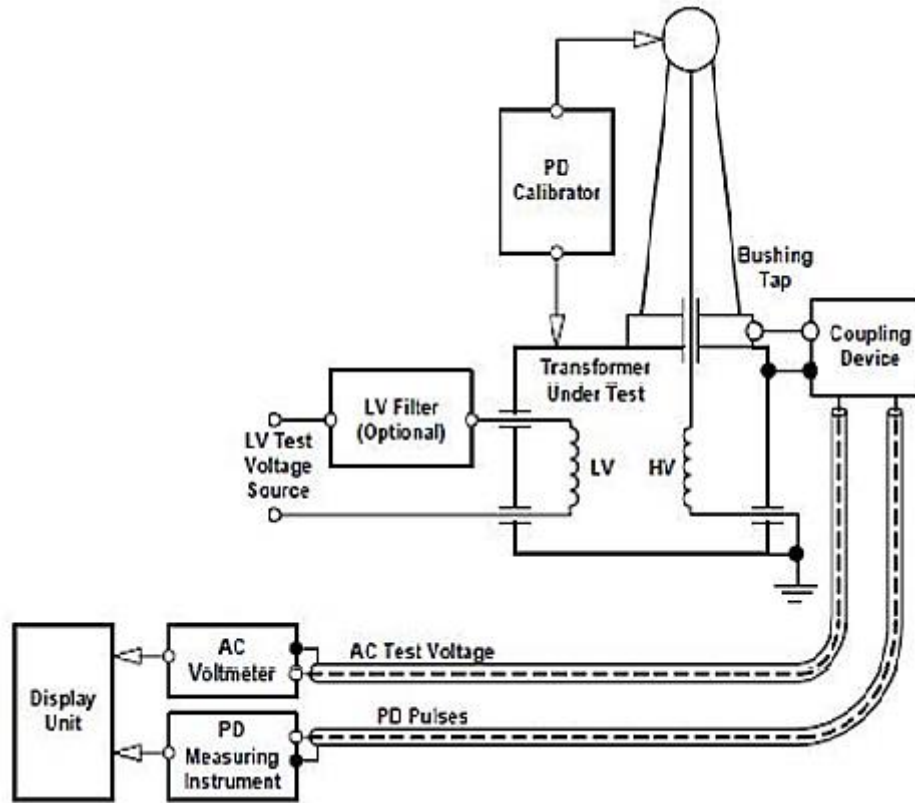 PD
Calibrator
Bushing
Tap
Coupling
Device
Transformer
Under Test
LV Filter
(Optional)
LV Test
Voltage
Source
LV
HV
AC
Voltmeter
AC Test Voltage
Display
Unit
PD Pulses
PD
Measuring
Instrument